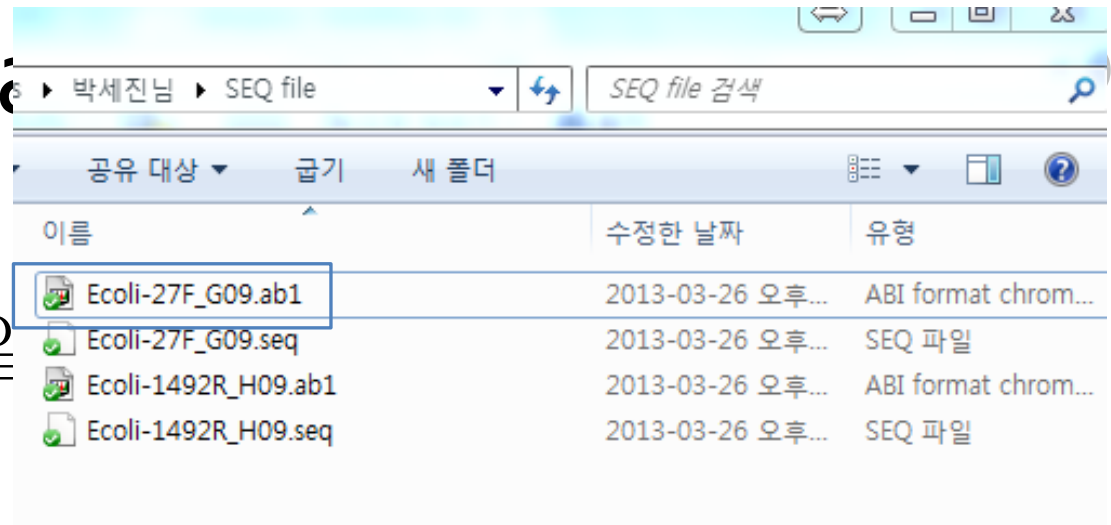 s ▸ 박세진님 ▸ SEQ file SEQ file 검색
공유 대상 굽기 새 폴더
이름 수정한 날짜 유형
Ecoli-27F_G09.ab1 2013-03-26 오후... ABI format chrom...
Ecoli-27F_G09.seq 2013-03-26 오후... SEQ 파일
Ecoli-1492R_H09.ab1 2013-03-26 오후... ABI format chrom...
Ecoli-1492R_H09.seq 2013-03-26 오후... SEQ 파일